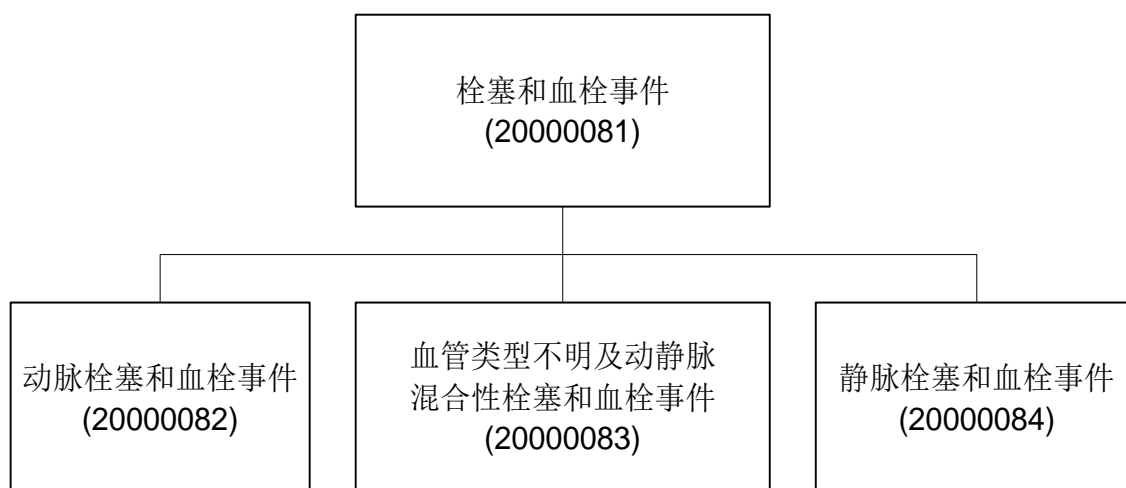 栓塞和血栓事件
(20000081)
动脉栓塞和血栓事件
(20000082)
血管类型不明及动静脉
混合性栓塞和血栓事件
(20000083)
静脉栓塞和血栓事件
(20000084)